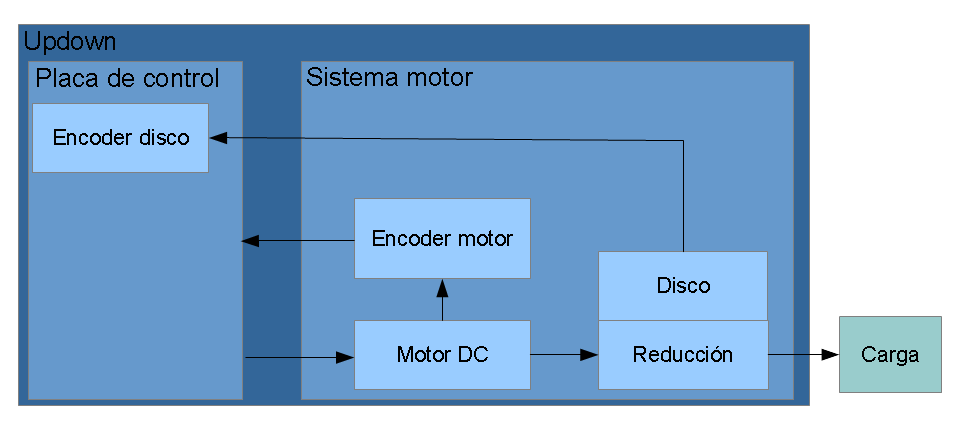 Updown
Placa de control
Sistema motor
Encoder disco
Encoder motor
Disco
Motor DC
Reducción
Carga